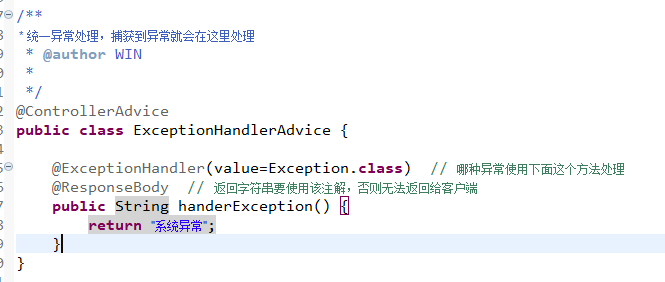 /**
*统一异常处理，捕获到异常就会在这里处理
* @author WIN
*
*/
@ControllerAdvice
public class ExceptionHandlerAdvice {
@ExceptionHandler(value=Exception.class) // 哪种异常使用下面这个方法处理
@ResponseBody // 返回字符串要使用该注解，否则无法返回给客户端
public String handerException() {
return "系统异常";
}
}